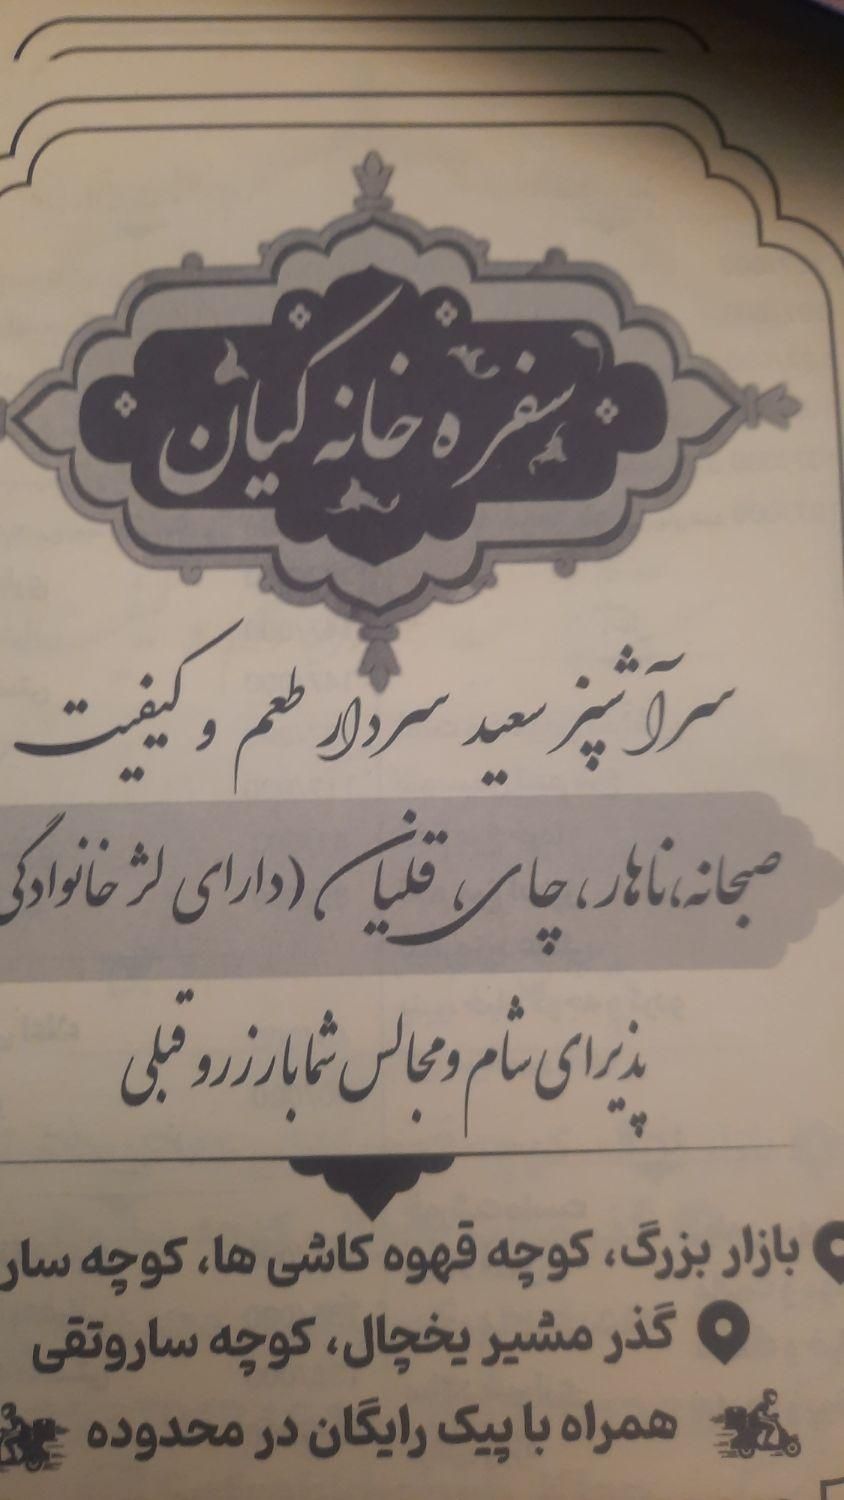 سفره خانه کیان
سرآشپز سعید سردار طعم و کیفیت
صبحانه، ناهار، چای، قلیان (دارای لژ خانوادگی
پذیرای شام و مجالس شما با رزرو قبلی
بازار بزرگ، کوچه قهوه کاشی ها، کوچه سار
گذر مشیر یخچال، کوچه ساروتقی
همراه با پیک رایگان در محدوده